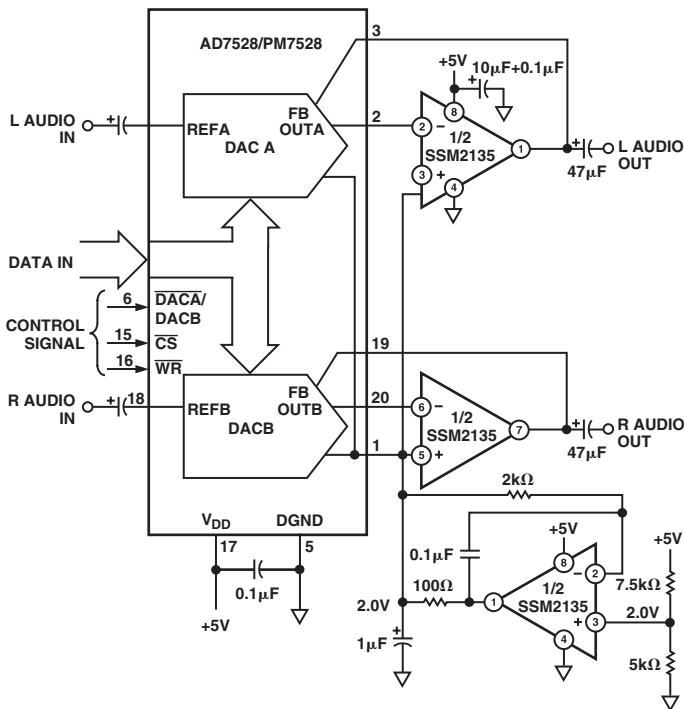 AD7528/PM7528
3
+5V
10µF+0.1µF
+
L AUDIO
IN
+
REFA
FB
OUTA
DAC A
2
8
2
−
1/2
SSM2135
1
3
+
4
+
47µF
L AUDIO
OUT
DATA IN
CONTROL
SIGNAL
6
DACA/
DACB
15
CS
16
WR
R AUDIO
IN
+
18
REFB
FB
OUTB
DACB
19
20
1
6
−
1/2
SSM2135
7
5
+
+
47µF
R AUDIO
OUT
VDD
DGND
17
5
0.1µF
+5V
2kΩ
0.1µF
+5V
+5V
8
−
2
7.5kΩ
100Ω
1
1/2
SSM2135
2.0V
+
3
2.0V
1µF
+
4
5kΩ